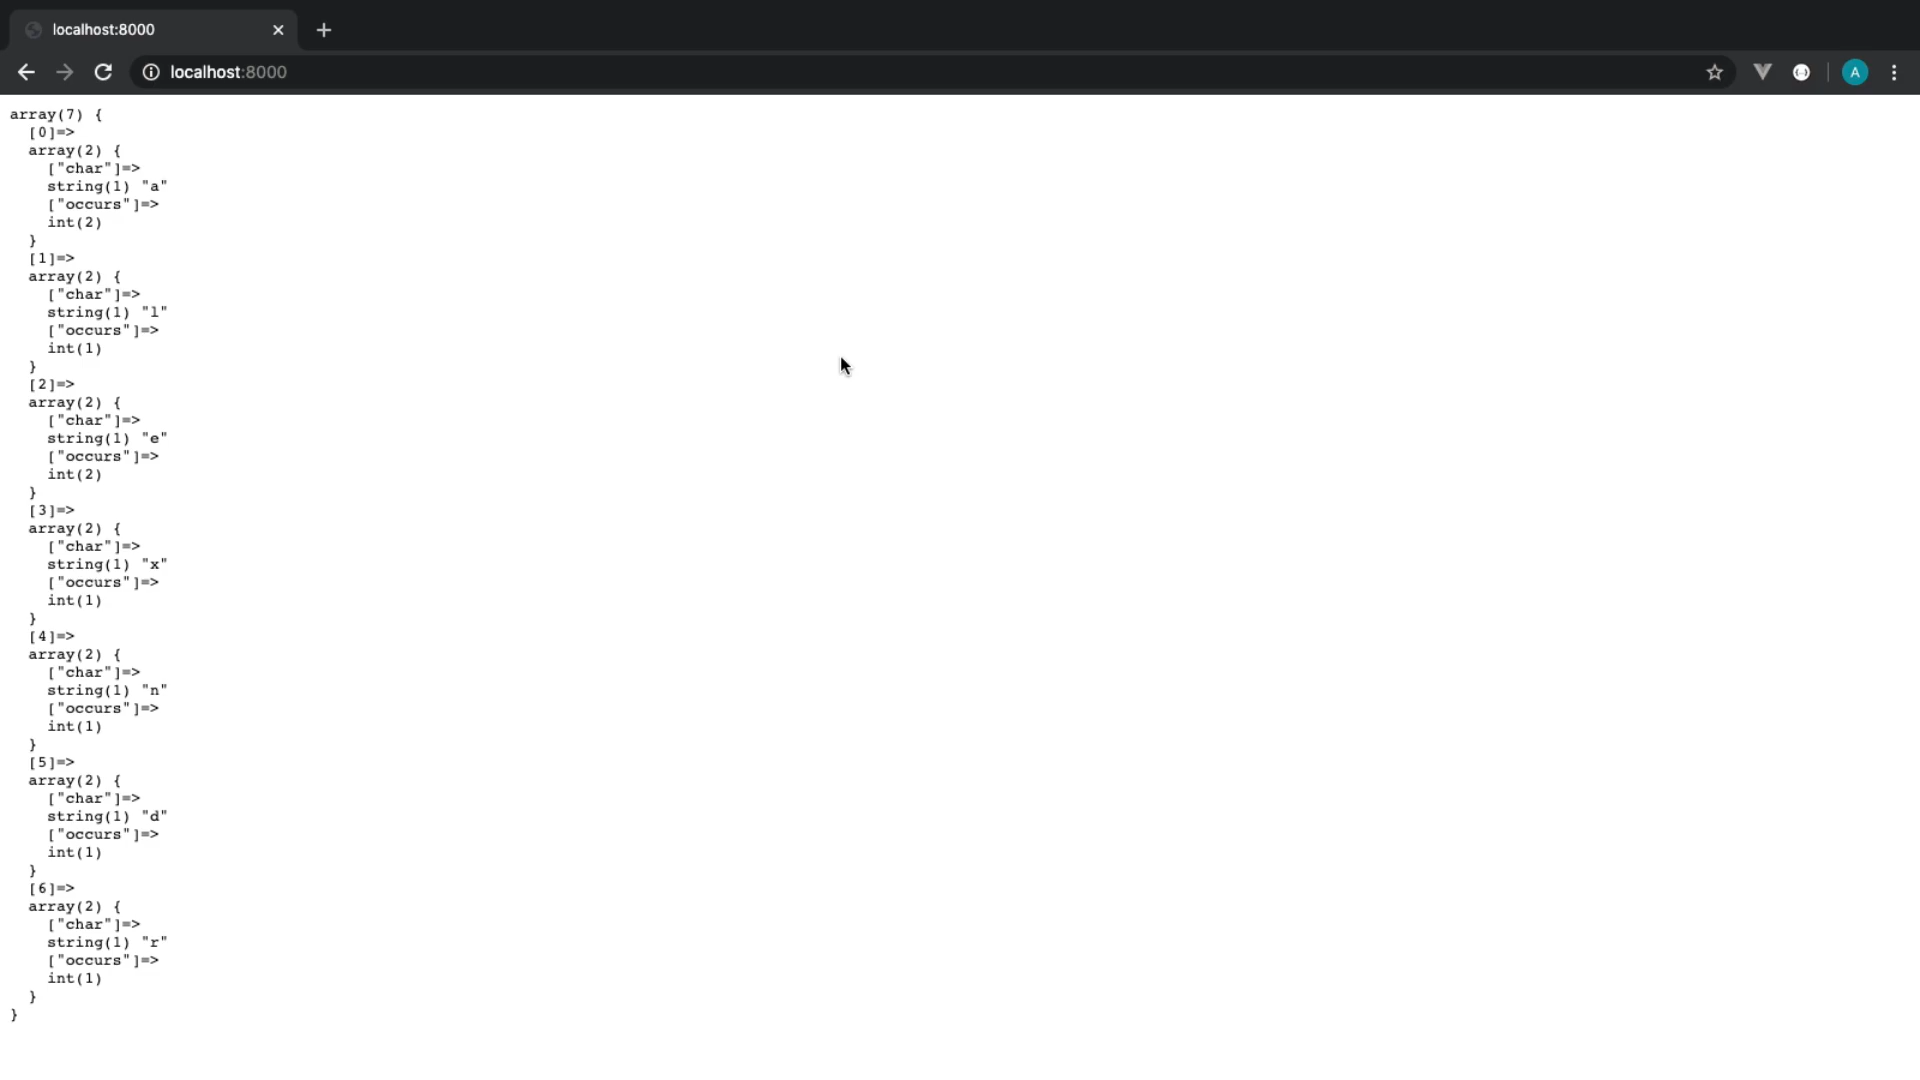 localhost:8000
localhost:8000
A
array(7) {
  [0]=>
  array(2) {
    ["char"]=>
    string(1) "a"
    ["occurs"]=>
    int(2)
  }
  [1]=>
  array(2) {
    ["char"]=>
    string(1) "l"
    ["occurs"]=>
    int(1)
  }
  [2]=>
  array(2) {
    ["char"]=>
    string(1) "e"
    ["occurs"]=>
    int(2)
  }
  [3]=>
  array(2) {
    ["char"]=>
    string(1) "x"
    ["occurs"]=>
    int(1)
  }
  [4]=>
  array(2) {
    ["char"]=>
    string(1) "n"
    ["occurs"]=>
    int(1)
  }
  [5]=>
  array(2) {
    ["char"]=>
    string(1) "d"
    ["occurs"]=>
    int(1)
  }
  [6]=>
  array(2) {
    ["char"]=>
    string(1) "r"
    ["occurs"]=>
    int(1)
  }
}